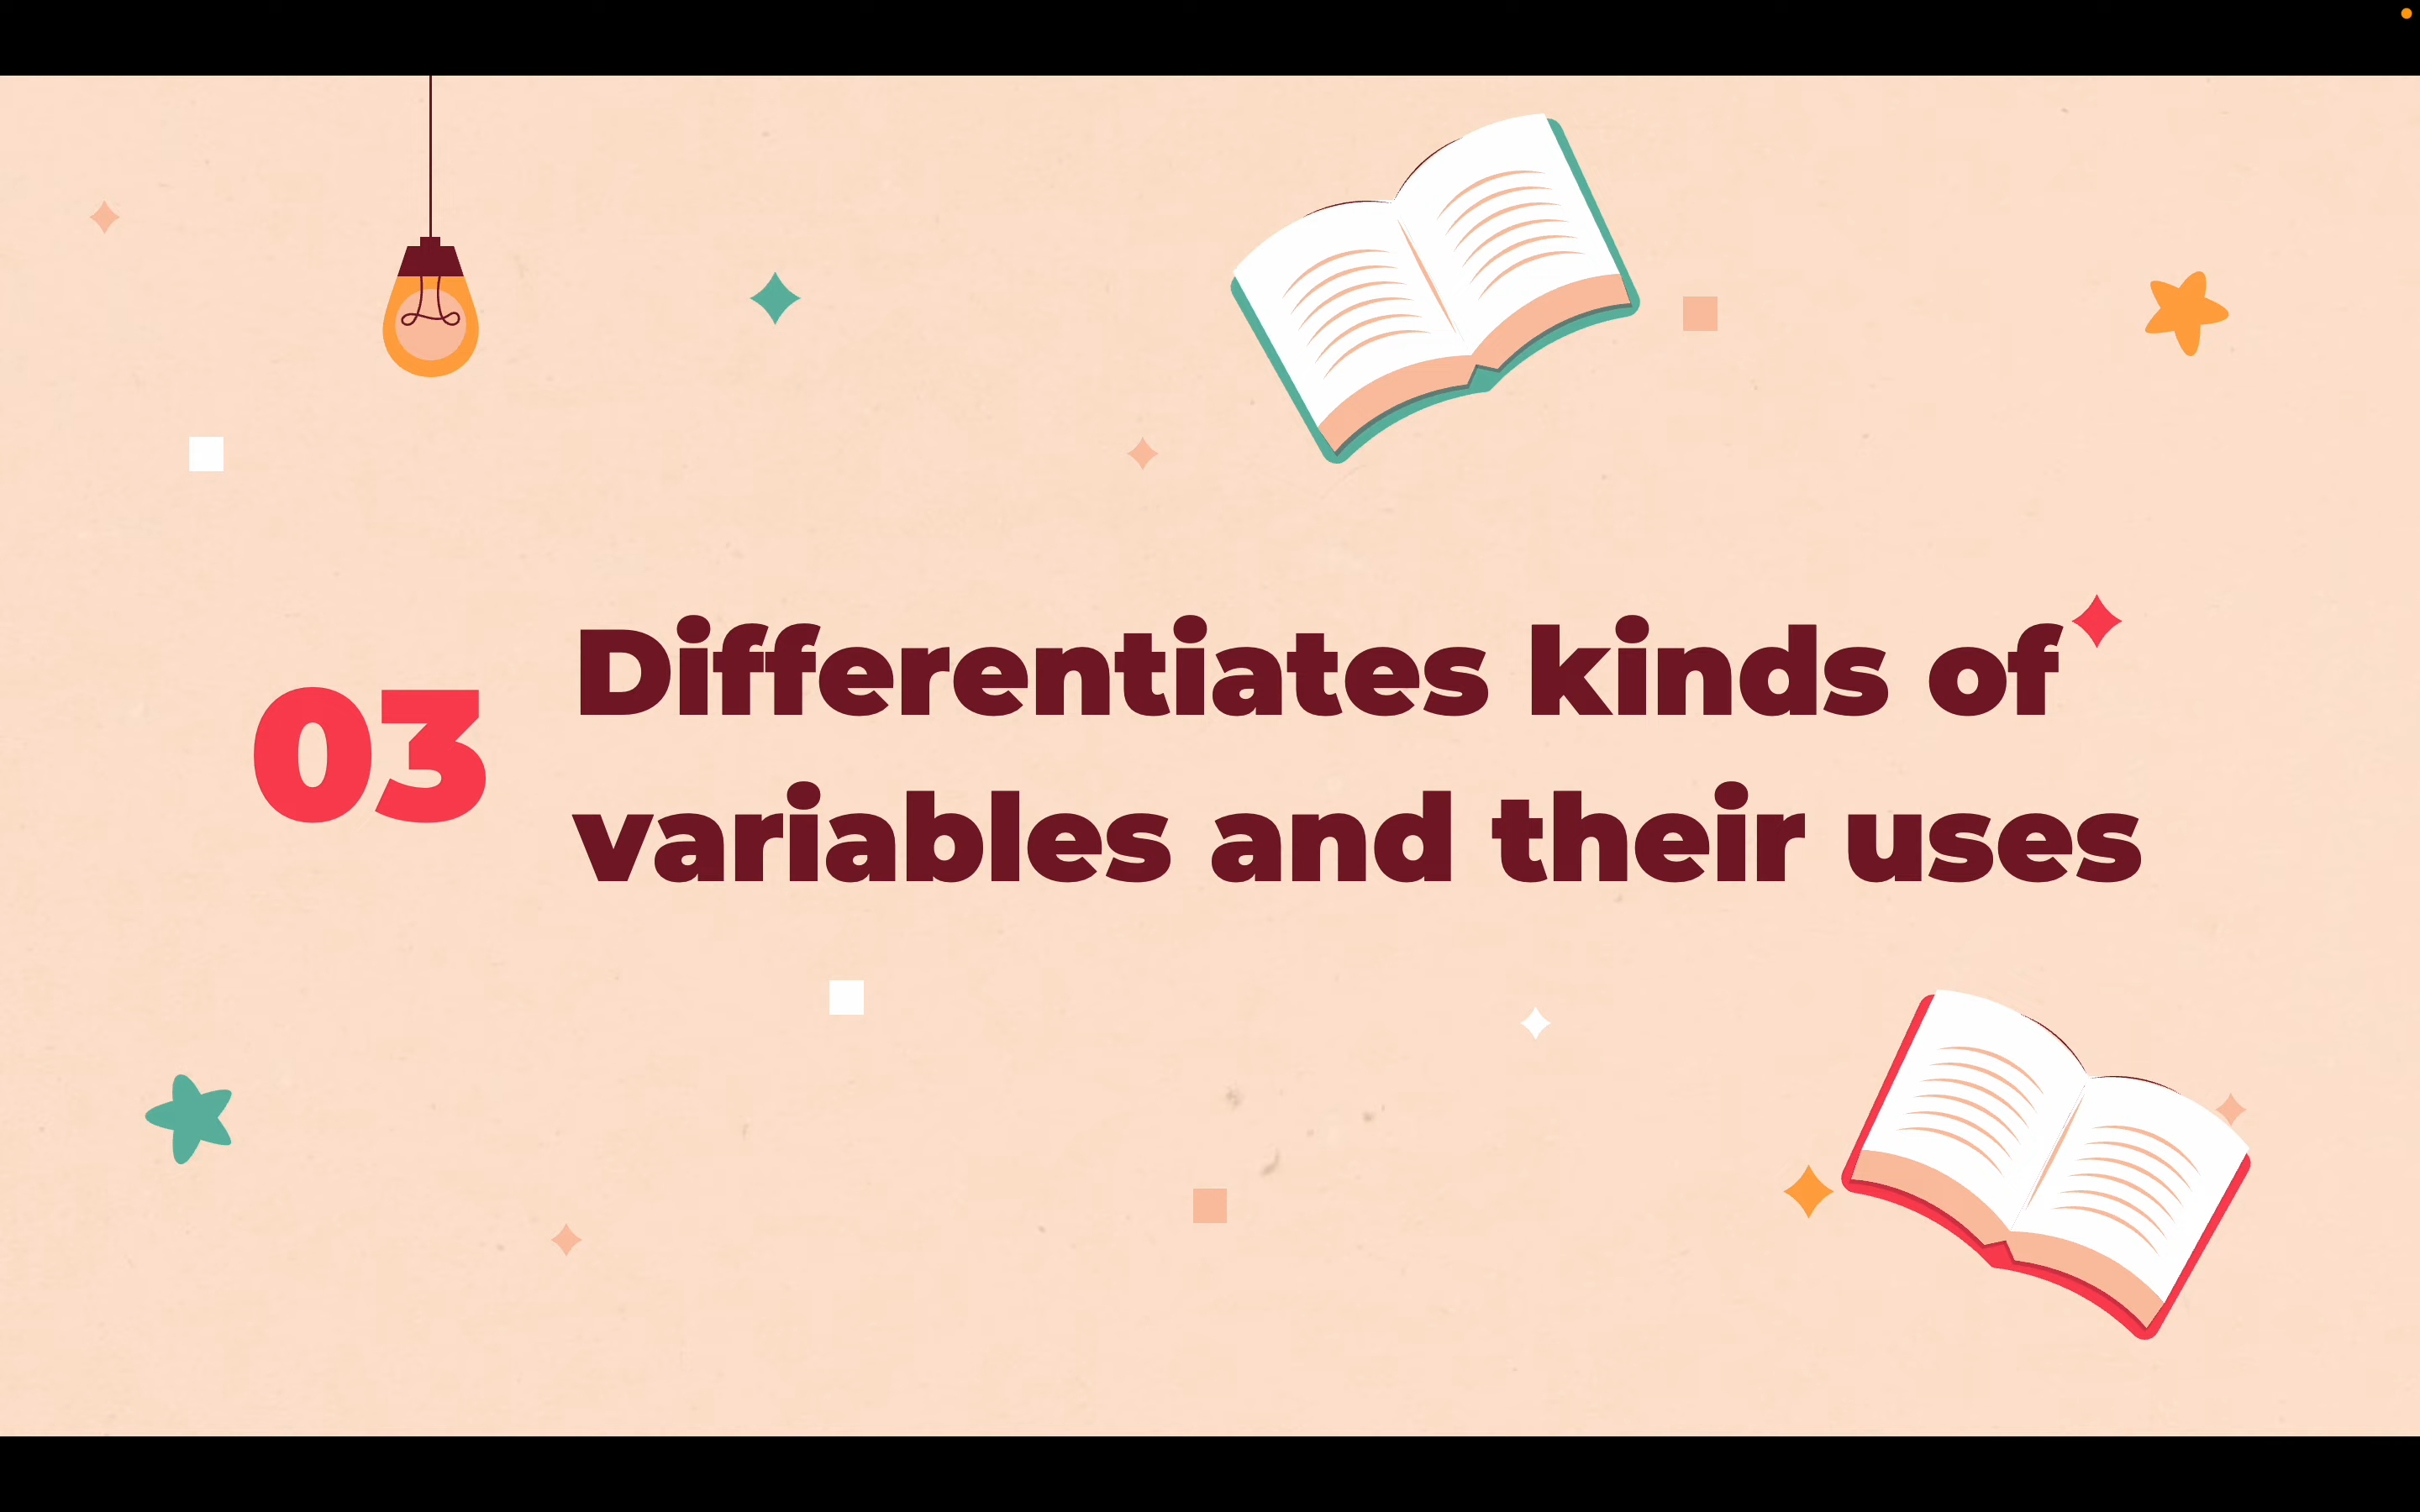 03
Differentiates kinds of
variables and their uses